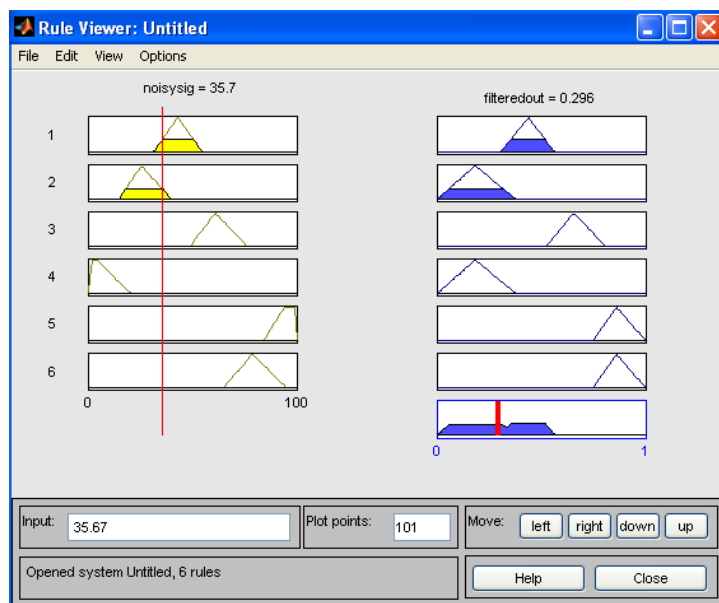 Rule Viewer: Untitled
File Edit View Options
noisysig = 35.7
filteredout = 0.296
1
2
3
4
5
6
0 100
0 1
Input: 35.67 Plot points: 101 Move: left right down up
Opened system Untitled, 6 rules Help Close